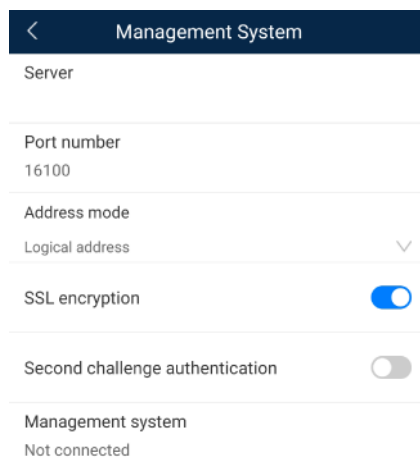 Management System
Server
Port number
16100
Address mode
Logical address
SSL encryption
Second challenge authentication
Management system
Not connected